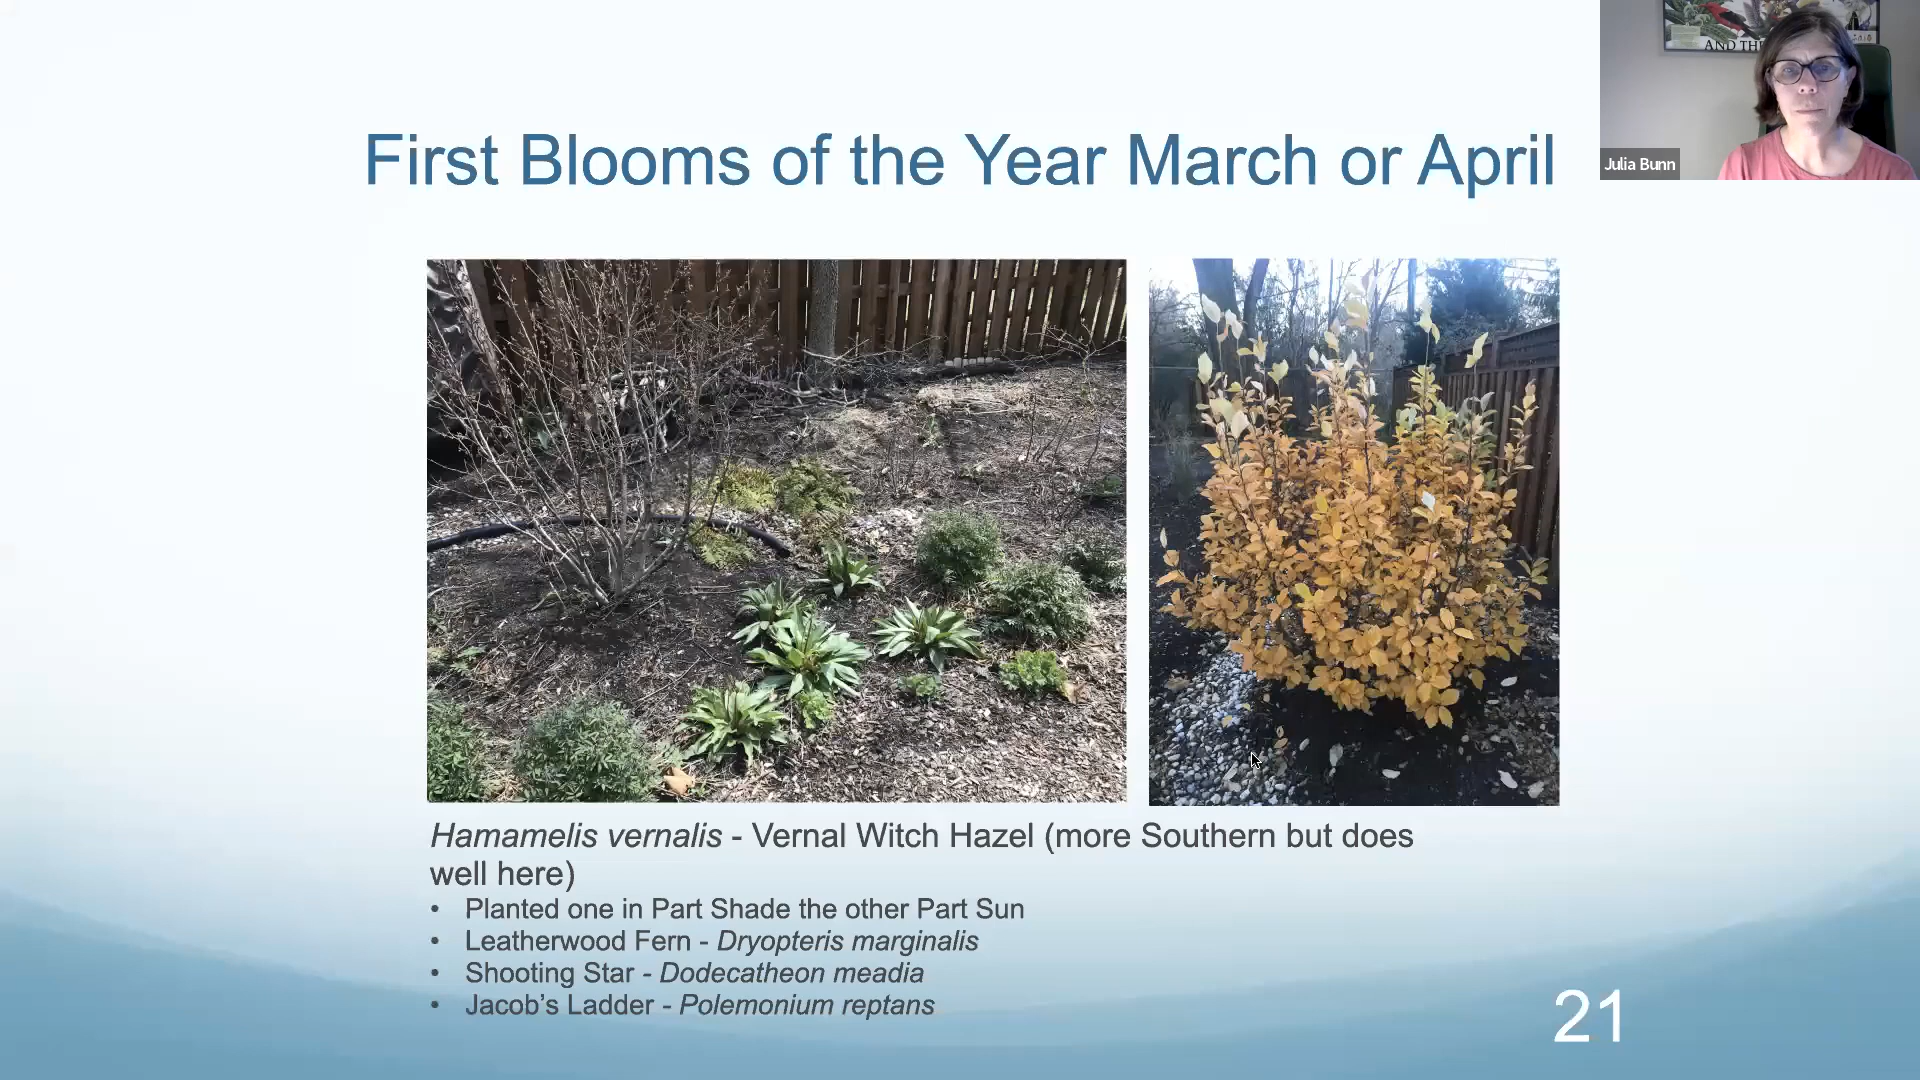 AND THE
Julia Bunn
First Blooms of the Year March or April
Hamamelis vernalis - Vernal Witch Hazel (more Southern but does
well here)
• Planted one in Part Shade the other Part Sun
• Leatherwood Fern - Dryopteris marginalis
• Shooting Star - Dodecatheon meadia
• Jacob’s Ladder - Polemonium reptans
21